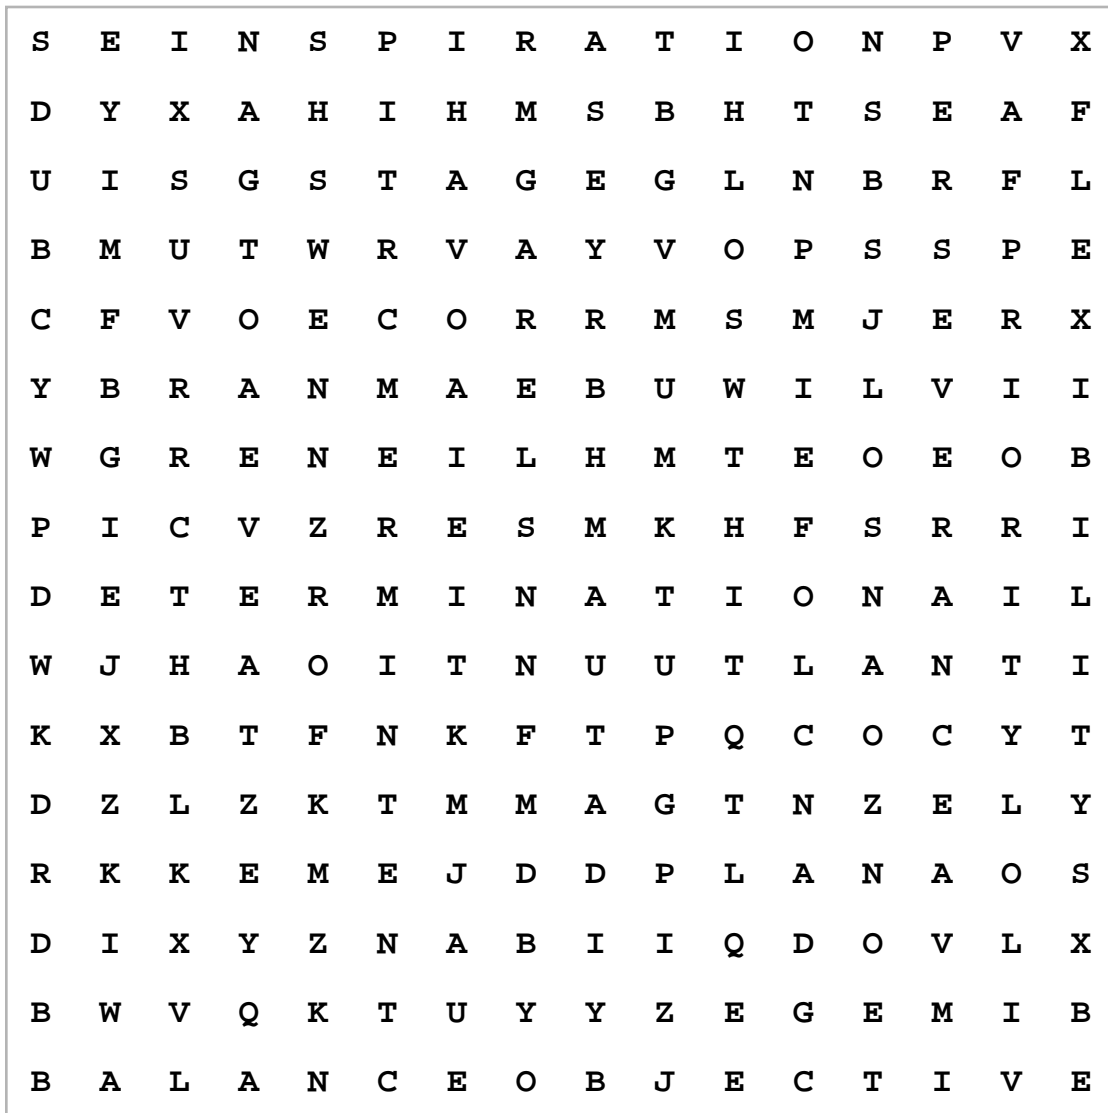 S E I N S P I R A T I O N P V X
D Y X A H I H M S B H T S E A F
U I S G S T A G E G L N B R F L
B M U T W R V A Y V O P S S P E
C F V O E C O R R M S M J E R X
Y B R A N M A E B U W I L V I I
W G R E N E I L H M T E O E O B
P I C V Z R E S M K H F S R R I
D E T E R M I N A T I O N A I L
W J H A O I T N U U T L A N T I
K X B T F N K F T P Q C O C Y T
D Z L Z K T M M A G T N Z E L Y
R K K E M E J D D P L A N A O S
D I X Y Z N A B I I Q D O V L X
B W V Q K T U Y Y Z E G E M I B
B A L A N C E O B J E C T I V E